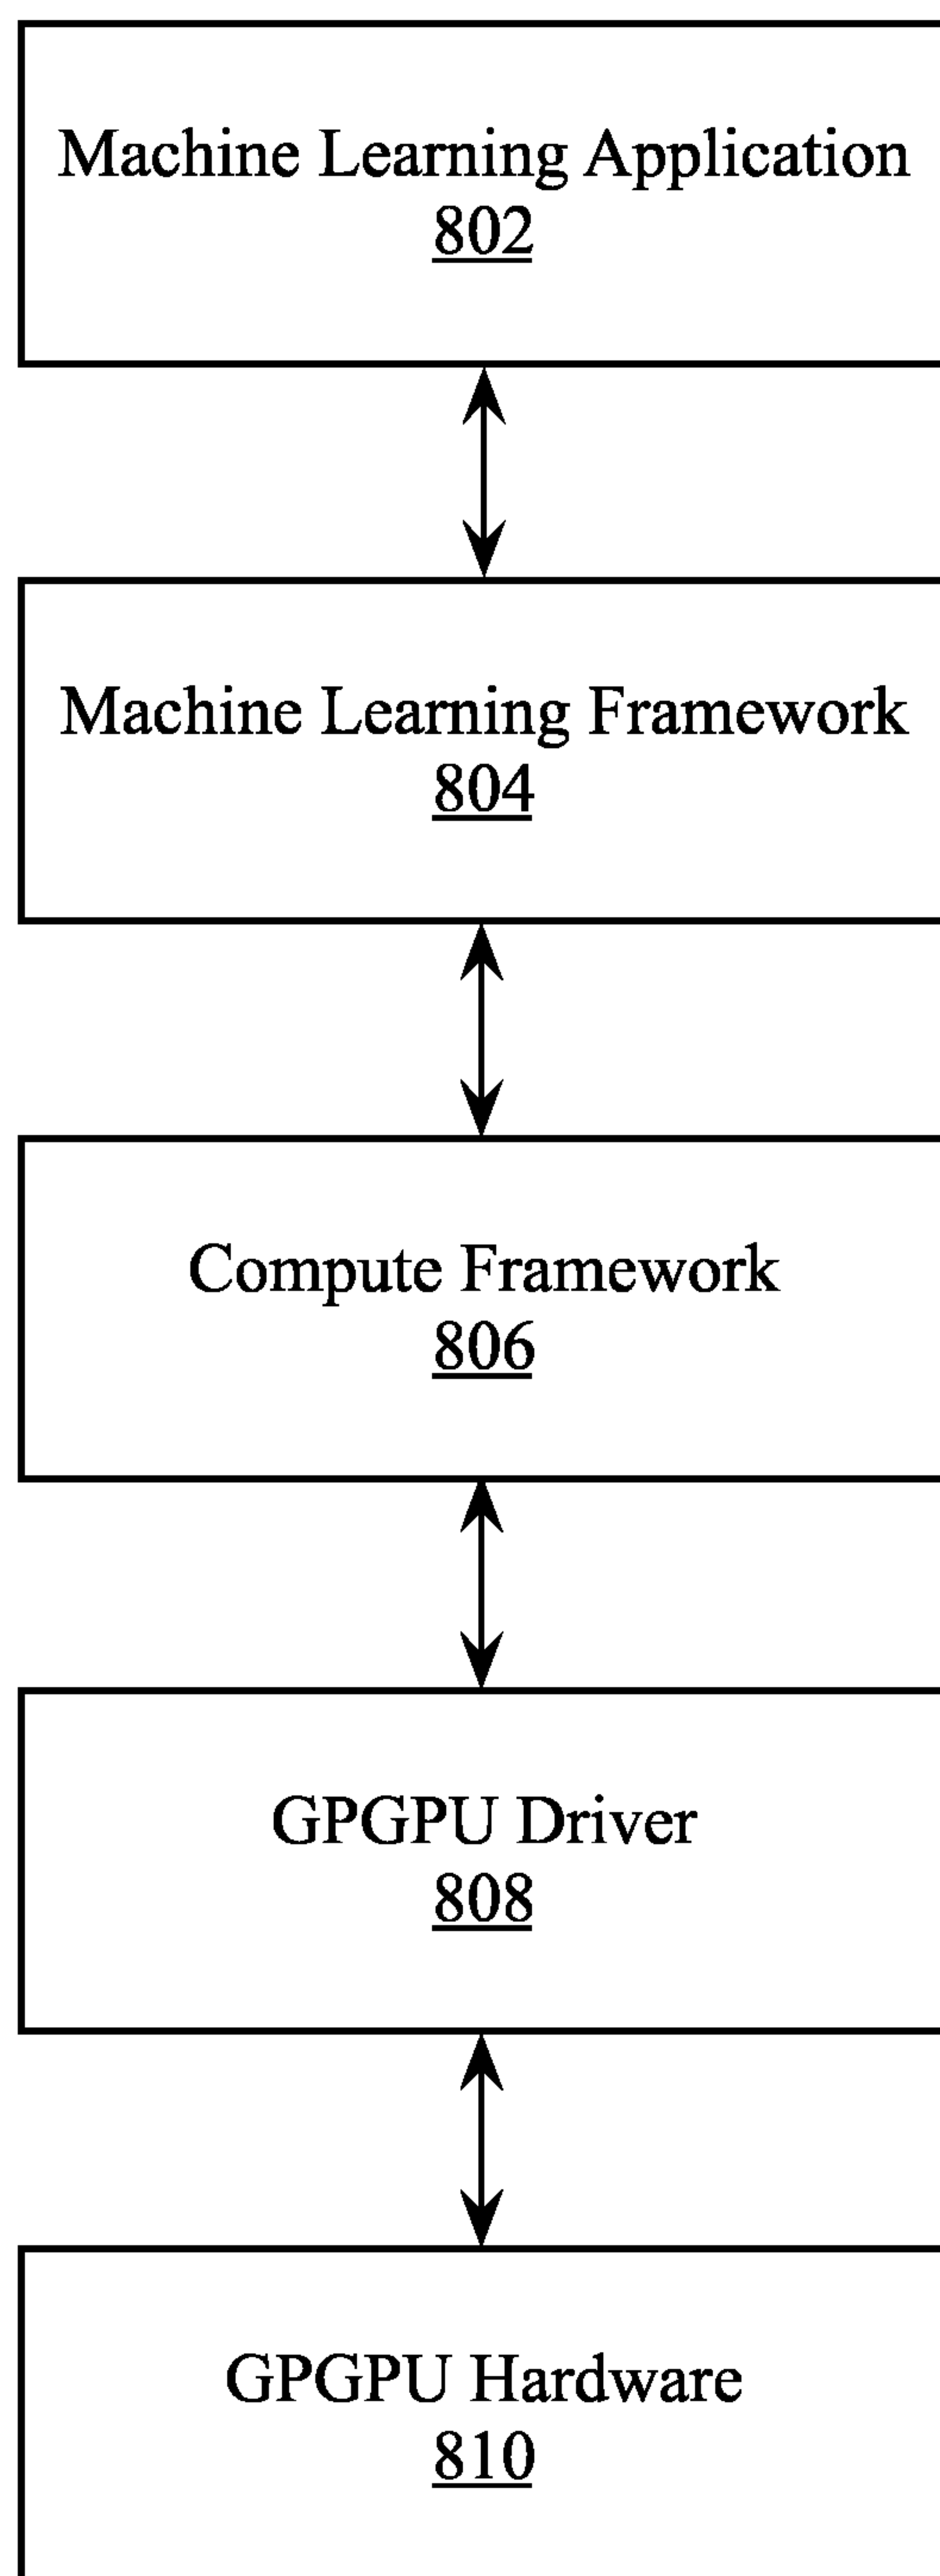 Machine Learning Application
802
Machine Learning Framework
804
Compute Framework
806
GPGPU Driver
808
GPGPU Hardware
810